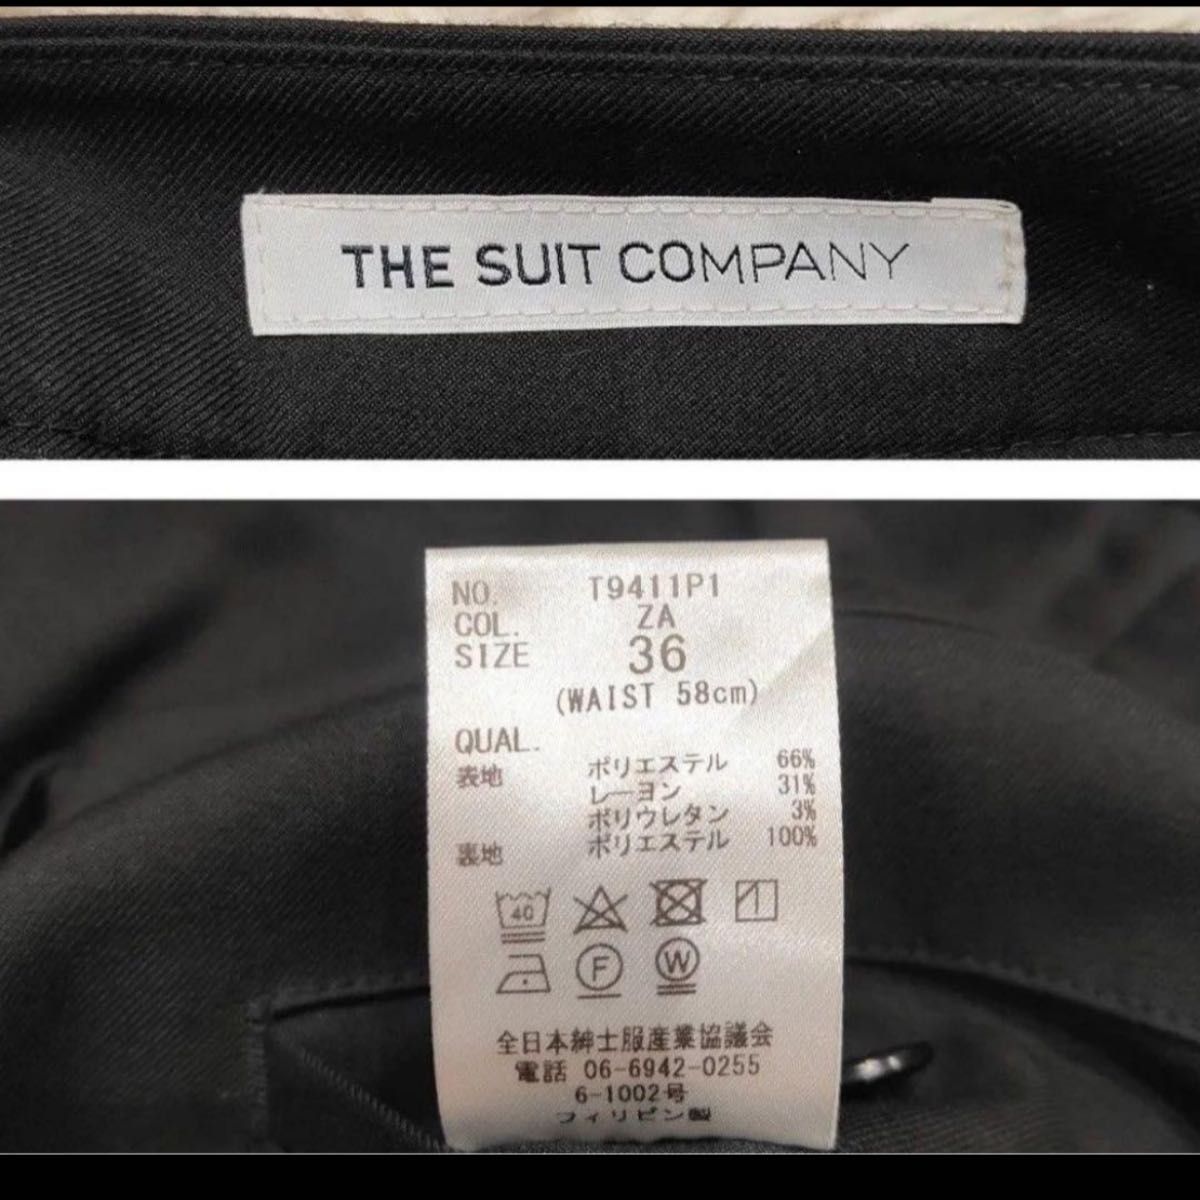 THE SUIT COMPANY
NO. T9411P1
COL. ZA
SIZE 36
(WAIST 58cm)
QUAL.
表地 ポリエステル 66%
レーヨン 31%
ポリウレタン 3%
裏地 ポリエステル 100%
40
F W
全日本紳士服産業協議会
電話 06-6942-0255
6-1002号
フィリピン製